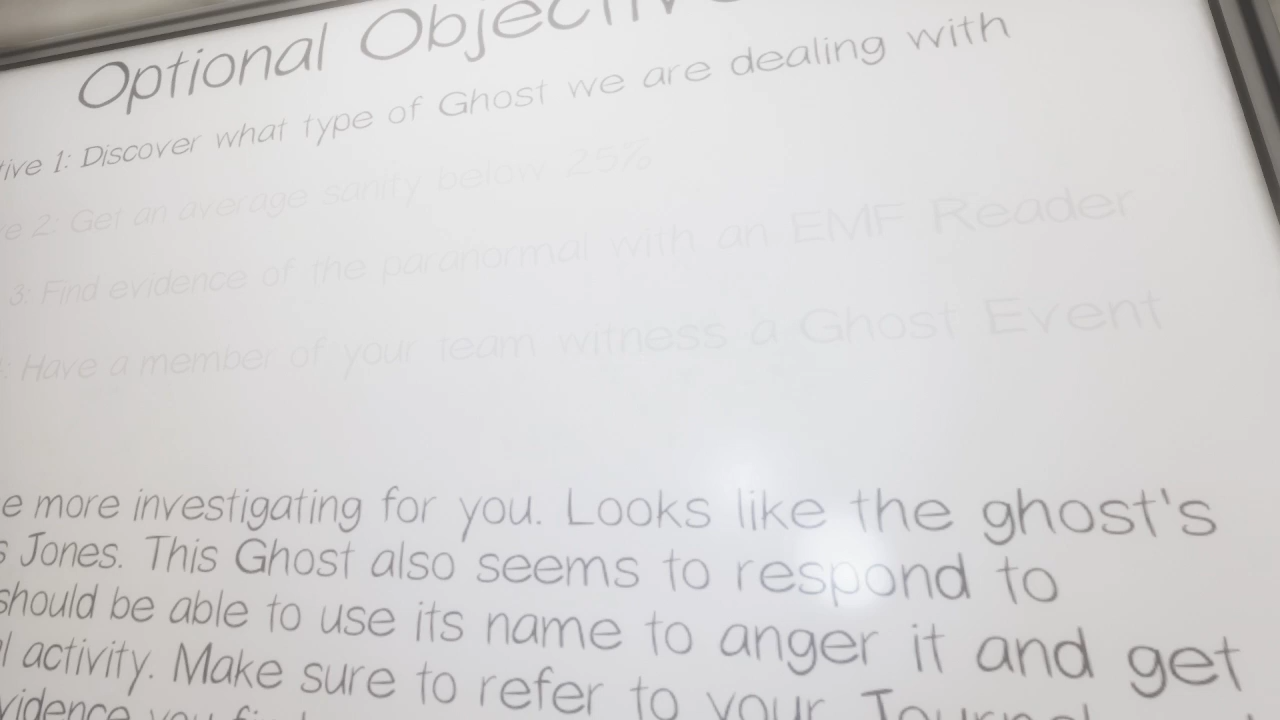 Optional
1: Discover what type of Ghost we are dealing with
2: Get an average sanity below 25%
3: Find evidence of the paranormal with an EMF Reader
: Have a member of your team witness a Ghost Event
more investigating for you. Looks like the ghost's
Jones. This Ghost also seems to respond to
should be able to use its name to anger it and get
activity. Make sure to refer to your